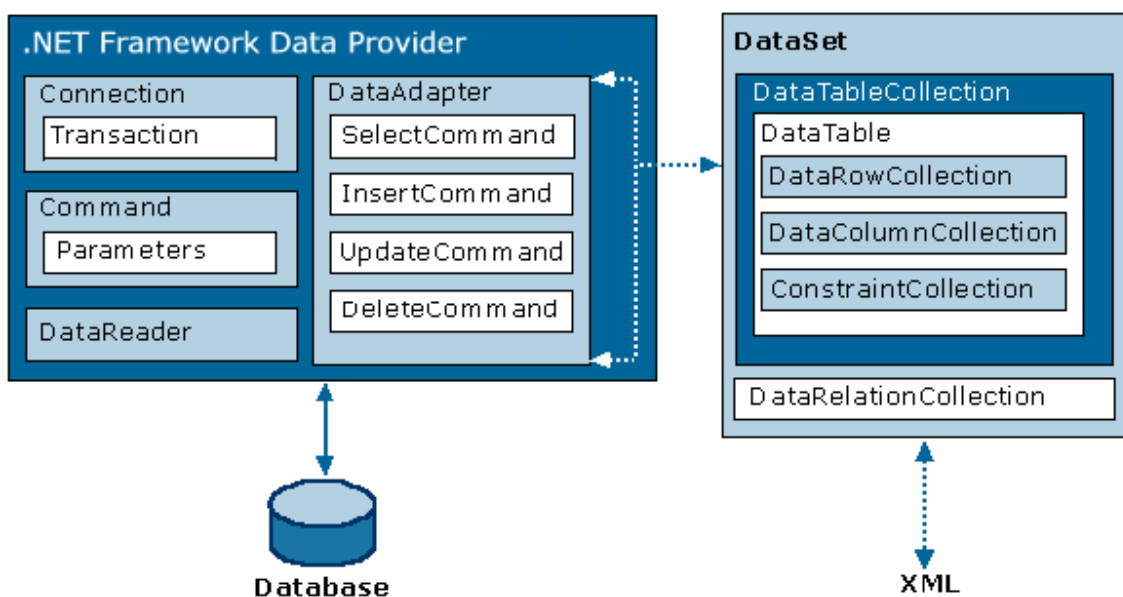 .NET Framework Data Provider
Connection
Transaction
Command
Parameters
DataReader
DataAdapter
SelectCommand
InsertCommand
UpdateCommand
DeleteCommand
Database
DataSet
DataTableCollection
DataTable
DataRowCollection
DataColumnCollection
ConstraintCollection
DataRelationCollection
XML